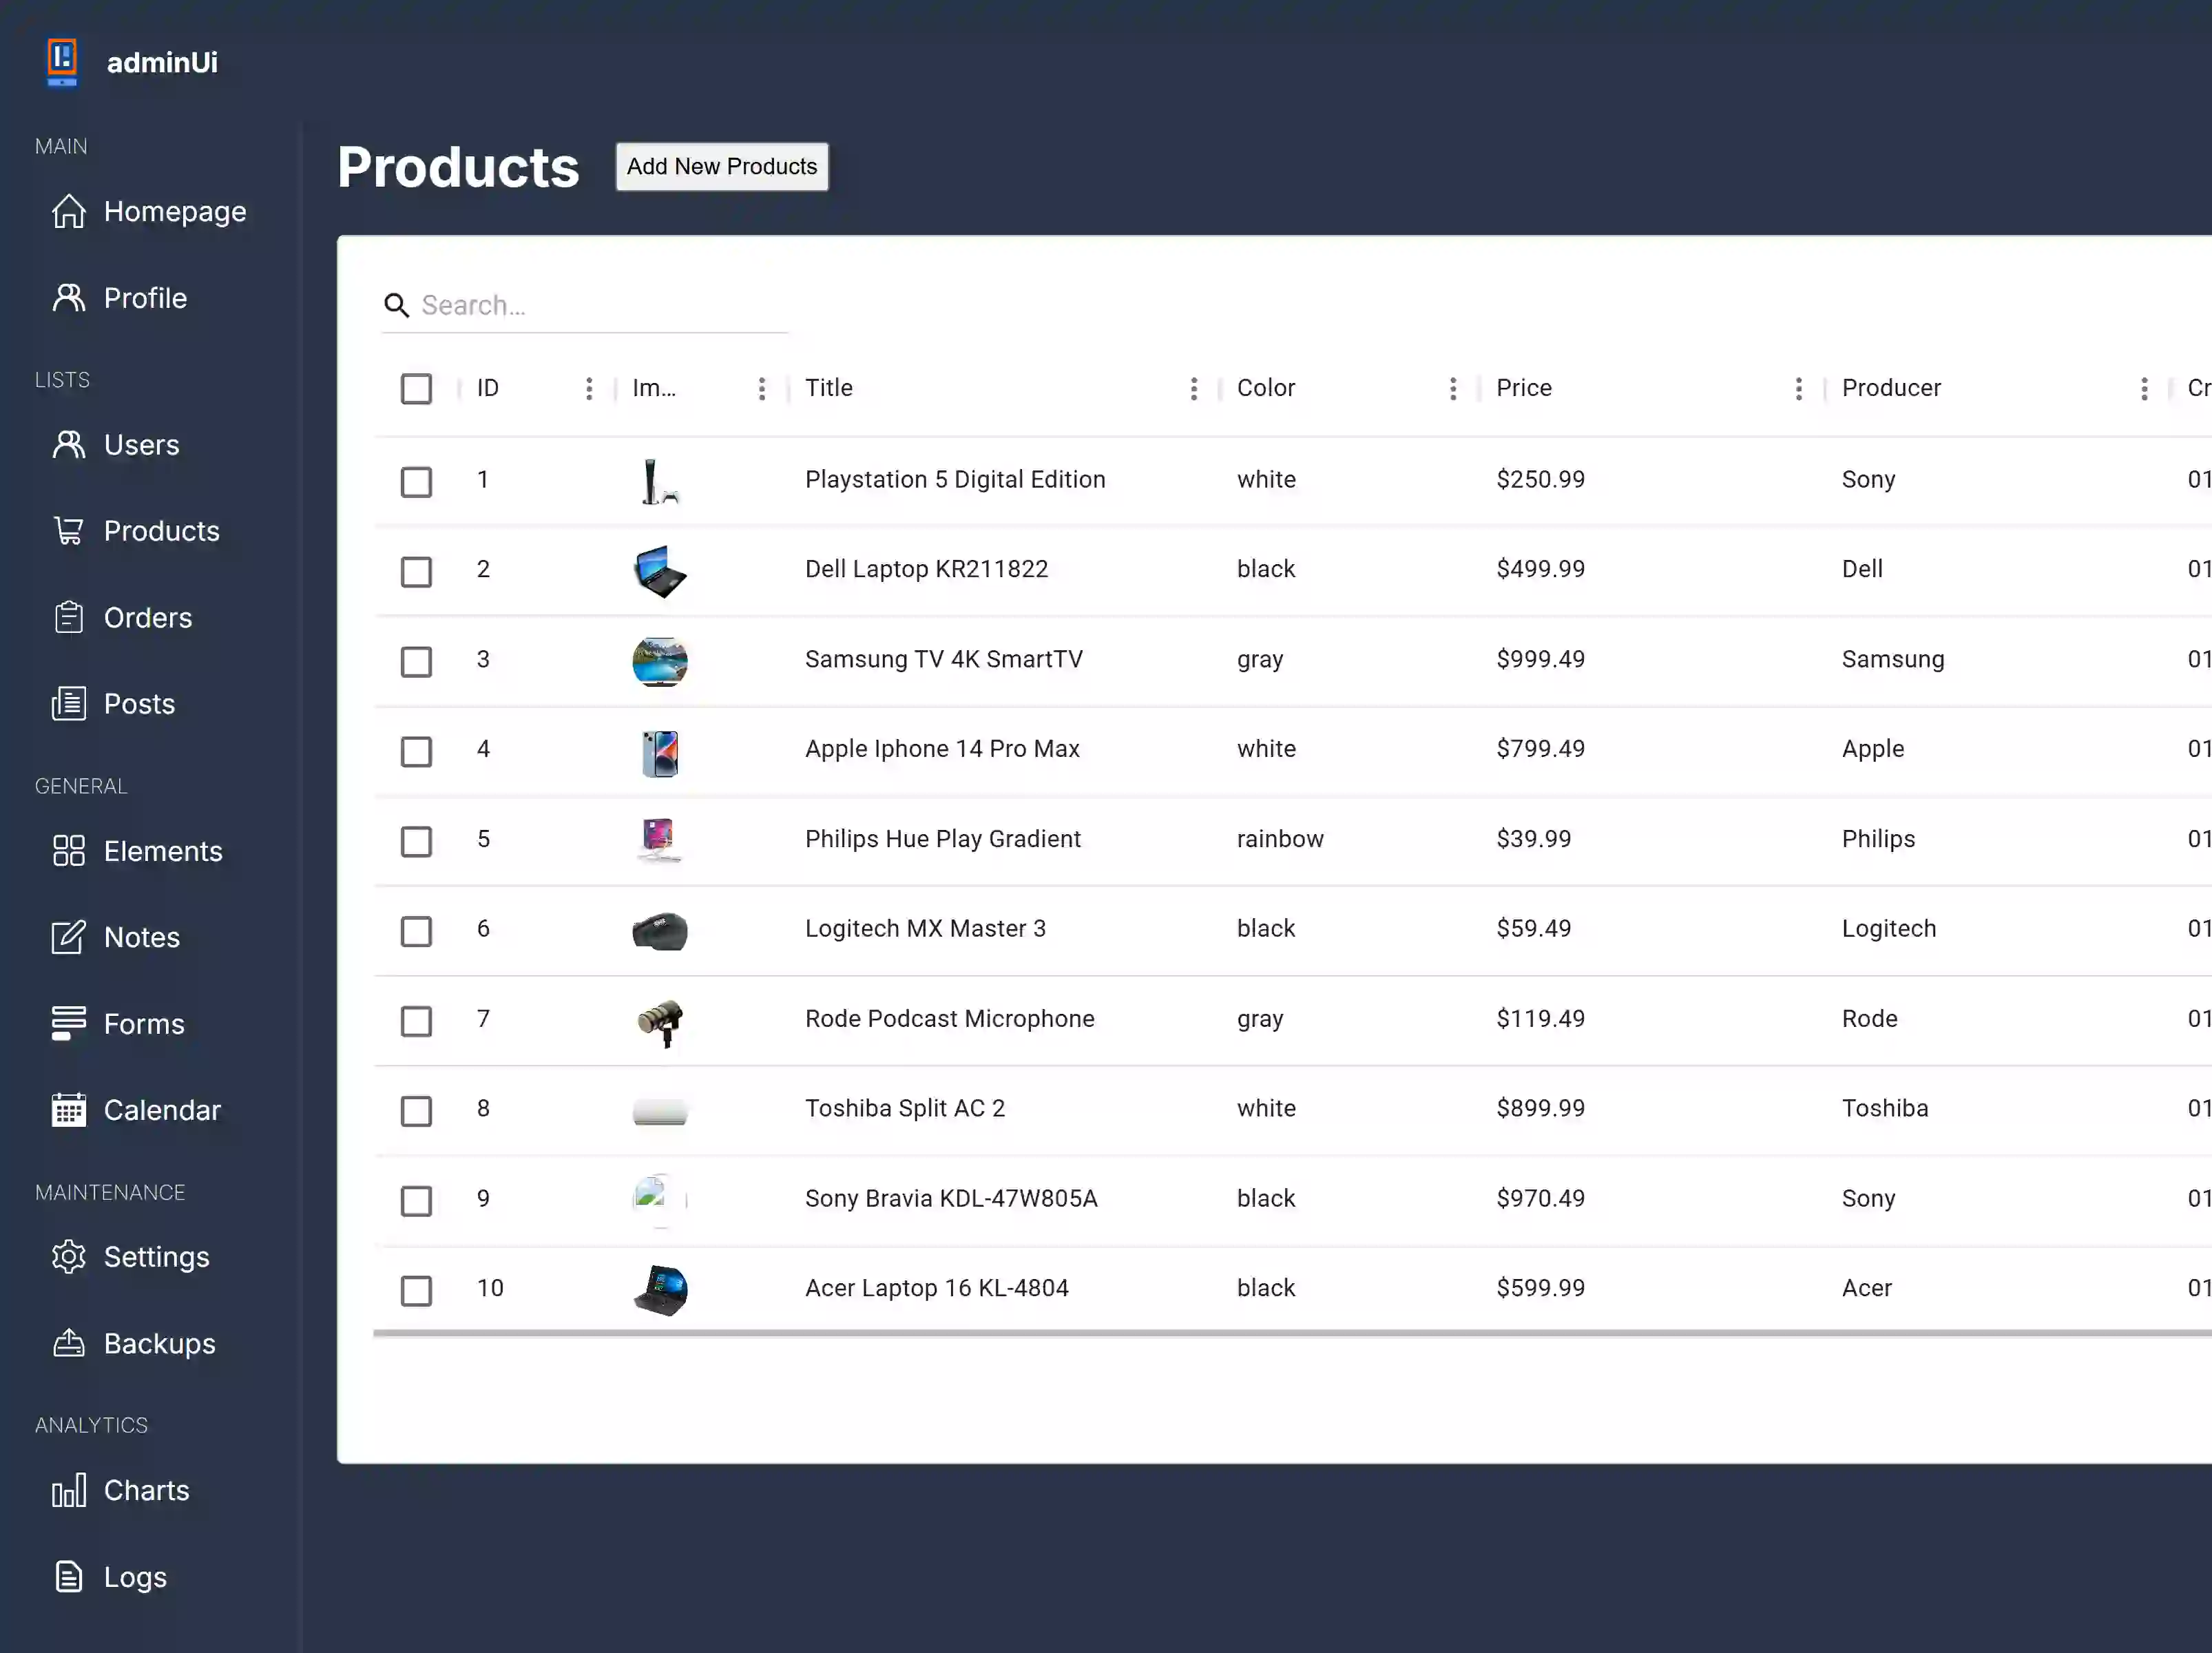 adminUi
MAIN
Homepage
Profile
LISTS
Users
Products
Orders
Posts
GENERAL
Elements
Notes
Forms
Calendar
MAINTENANCE
Settings
Backups
ANALYTICS
Charts
Logs
Products Add New Products
Search...
ID Im... Title Color Price Producer Cr
1 Playstation 5 Digital Edition white $250.99 Sony 01
2 Dell Laptop KR211822 black $499.99 Dell 01
3 Samsung TV 4K SmartTV gray $999.49 Samsung 01
4 Apple Iphone 14 Pro Max white $799.49 Apple 01
5 Philips Hue Play Gradient rainbow $39.99 Philips 01
6 Logitech MX Master 3 black $59.49 Logitech 01
7 Rode Podcast Microphone gray $119.49 Rode 01
8 Toshiba Split AC 2 white $899.99 Toshiba 01
9 Sony Bravia KDL-47W805A black $970.49 Sony 01
10 Acer Laptop 16 KL-4804 black $599.99 Acer 01